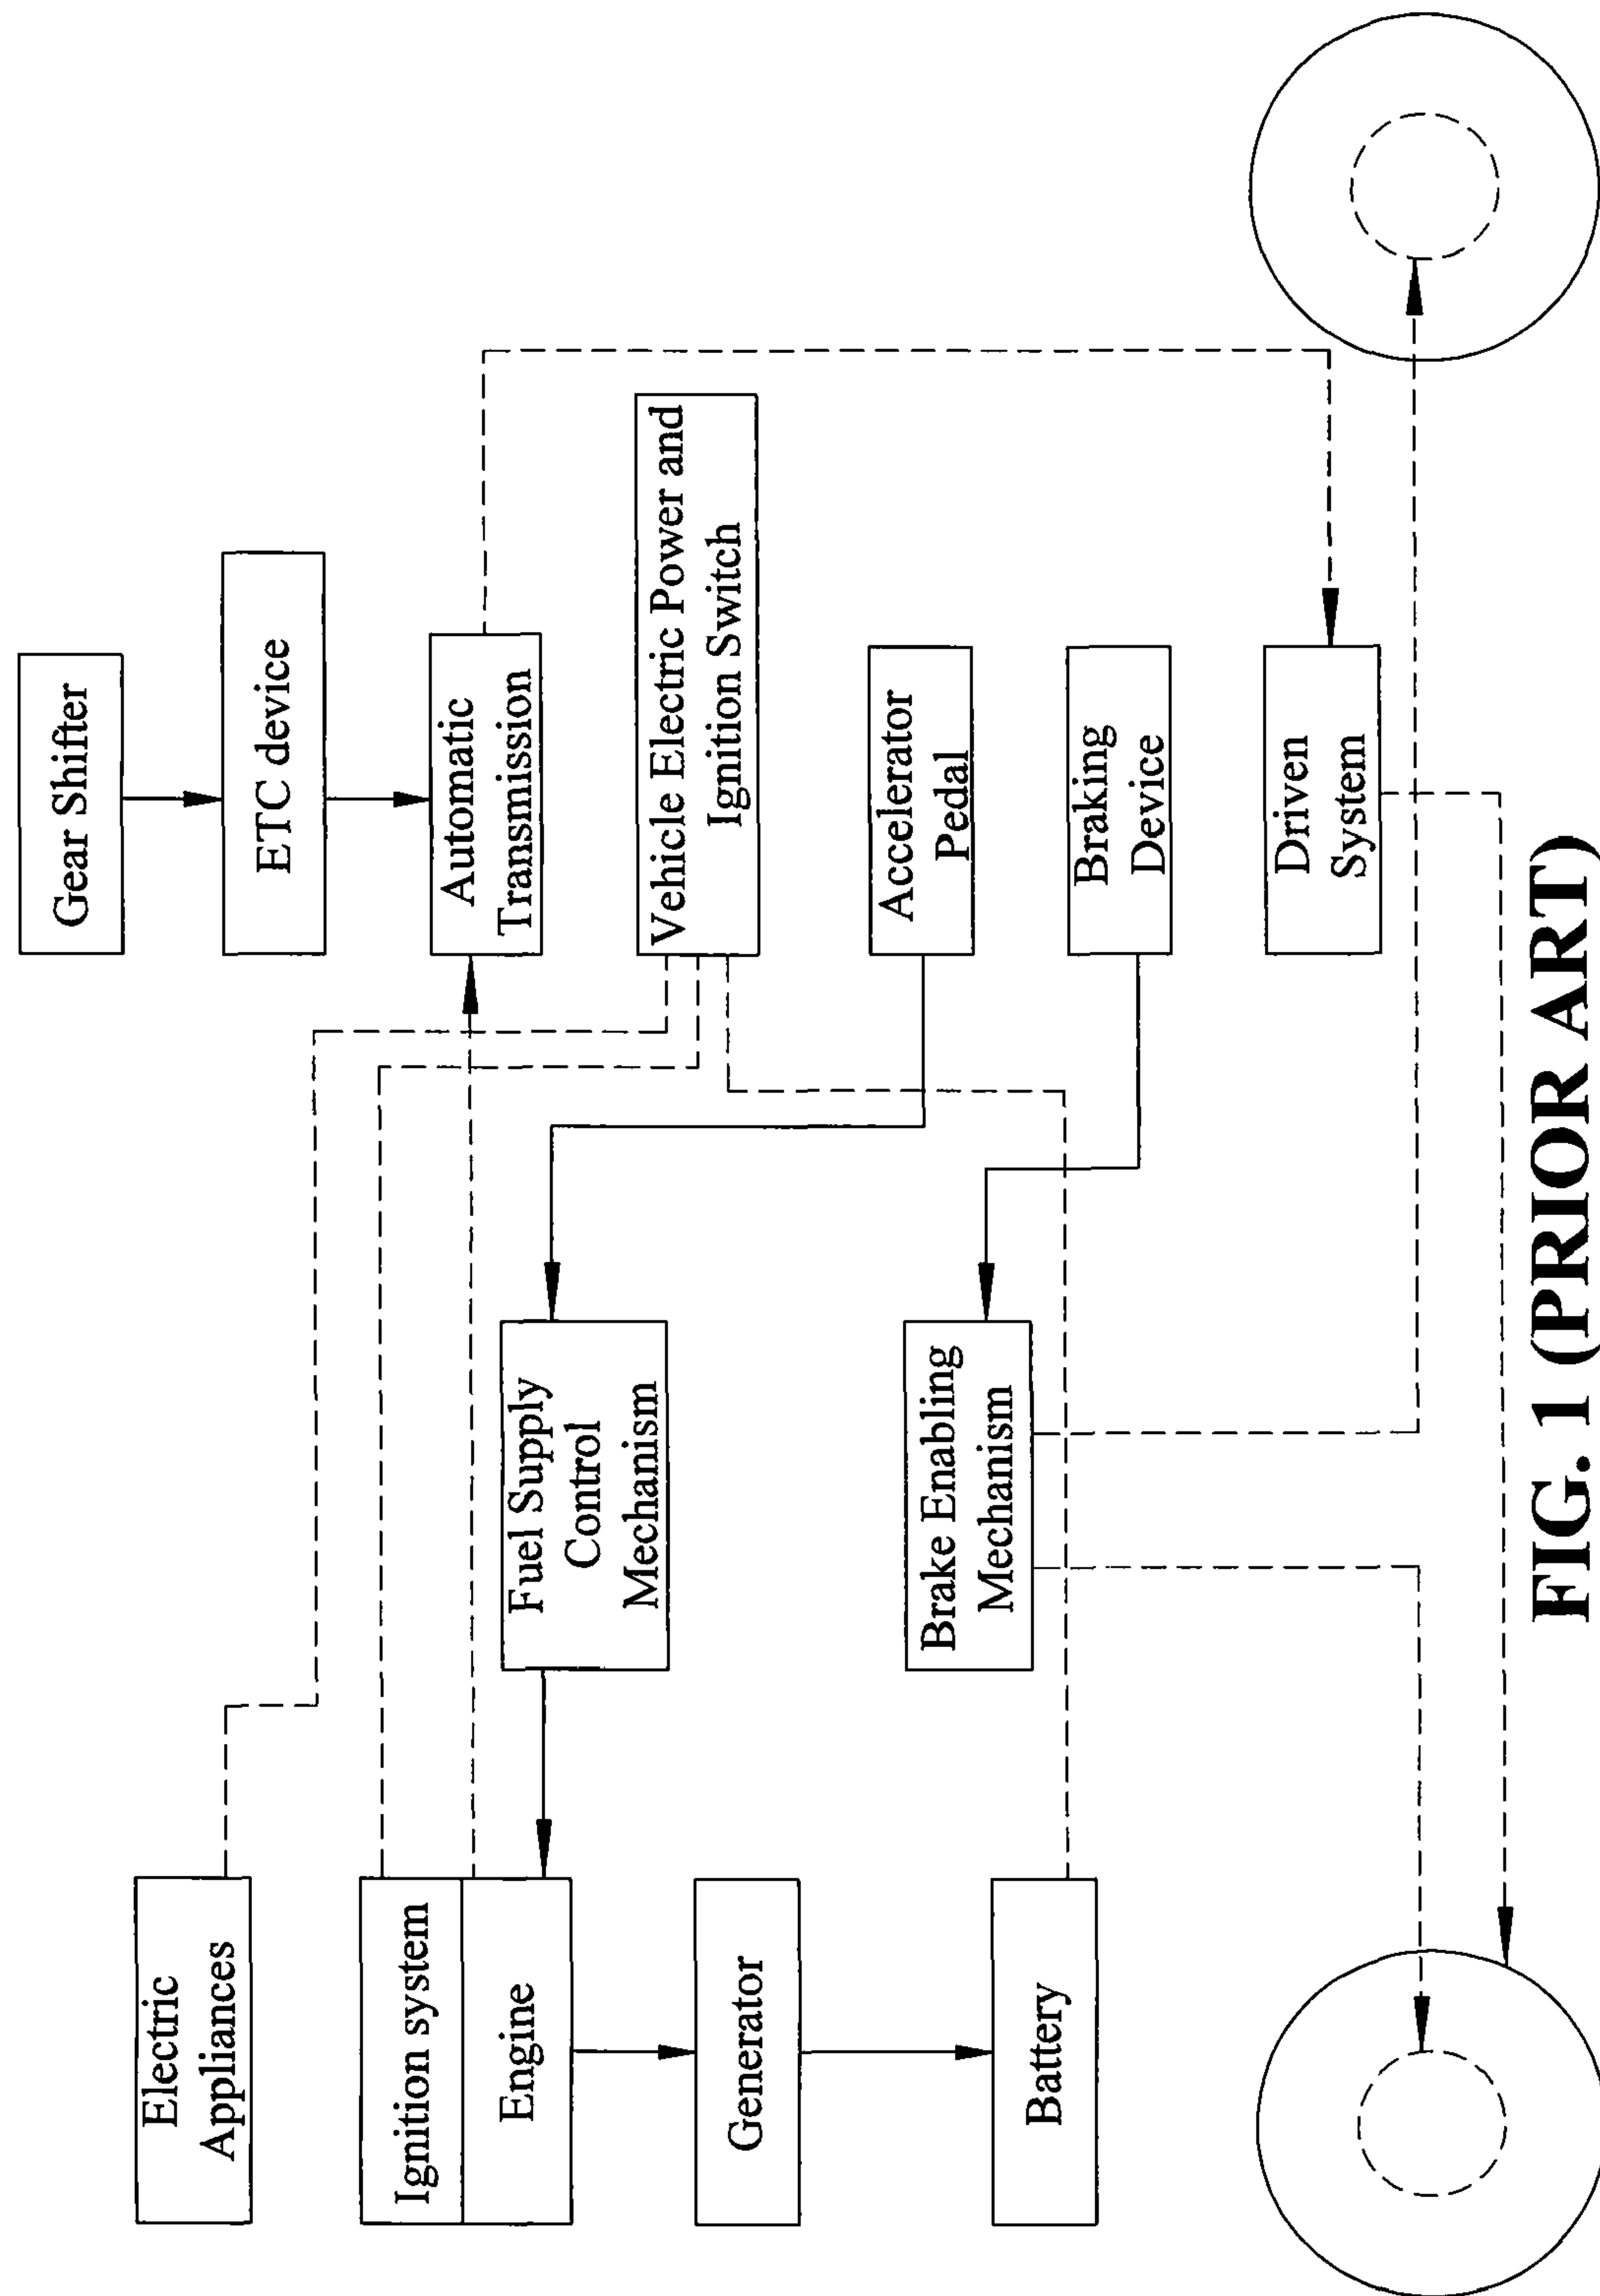 Electric
Appliances
Ignition system
Engine
Generator
Battery
Fuel Supply
Control
Mechanism
Brake Enabling
Mechanism
Gear Shifter
ETC device
Automatic
Transmission
Vehicle Electric Power and
Ignition Switch
Accelerator
Pedal
Braking
Device
Driven
System
FIG. 1 (PRIOR ART)